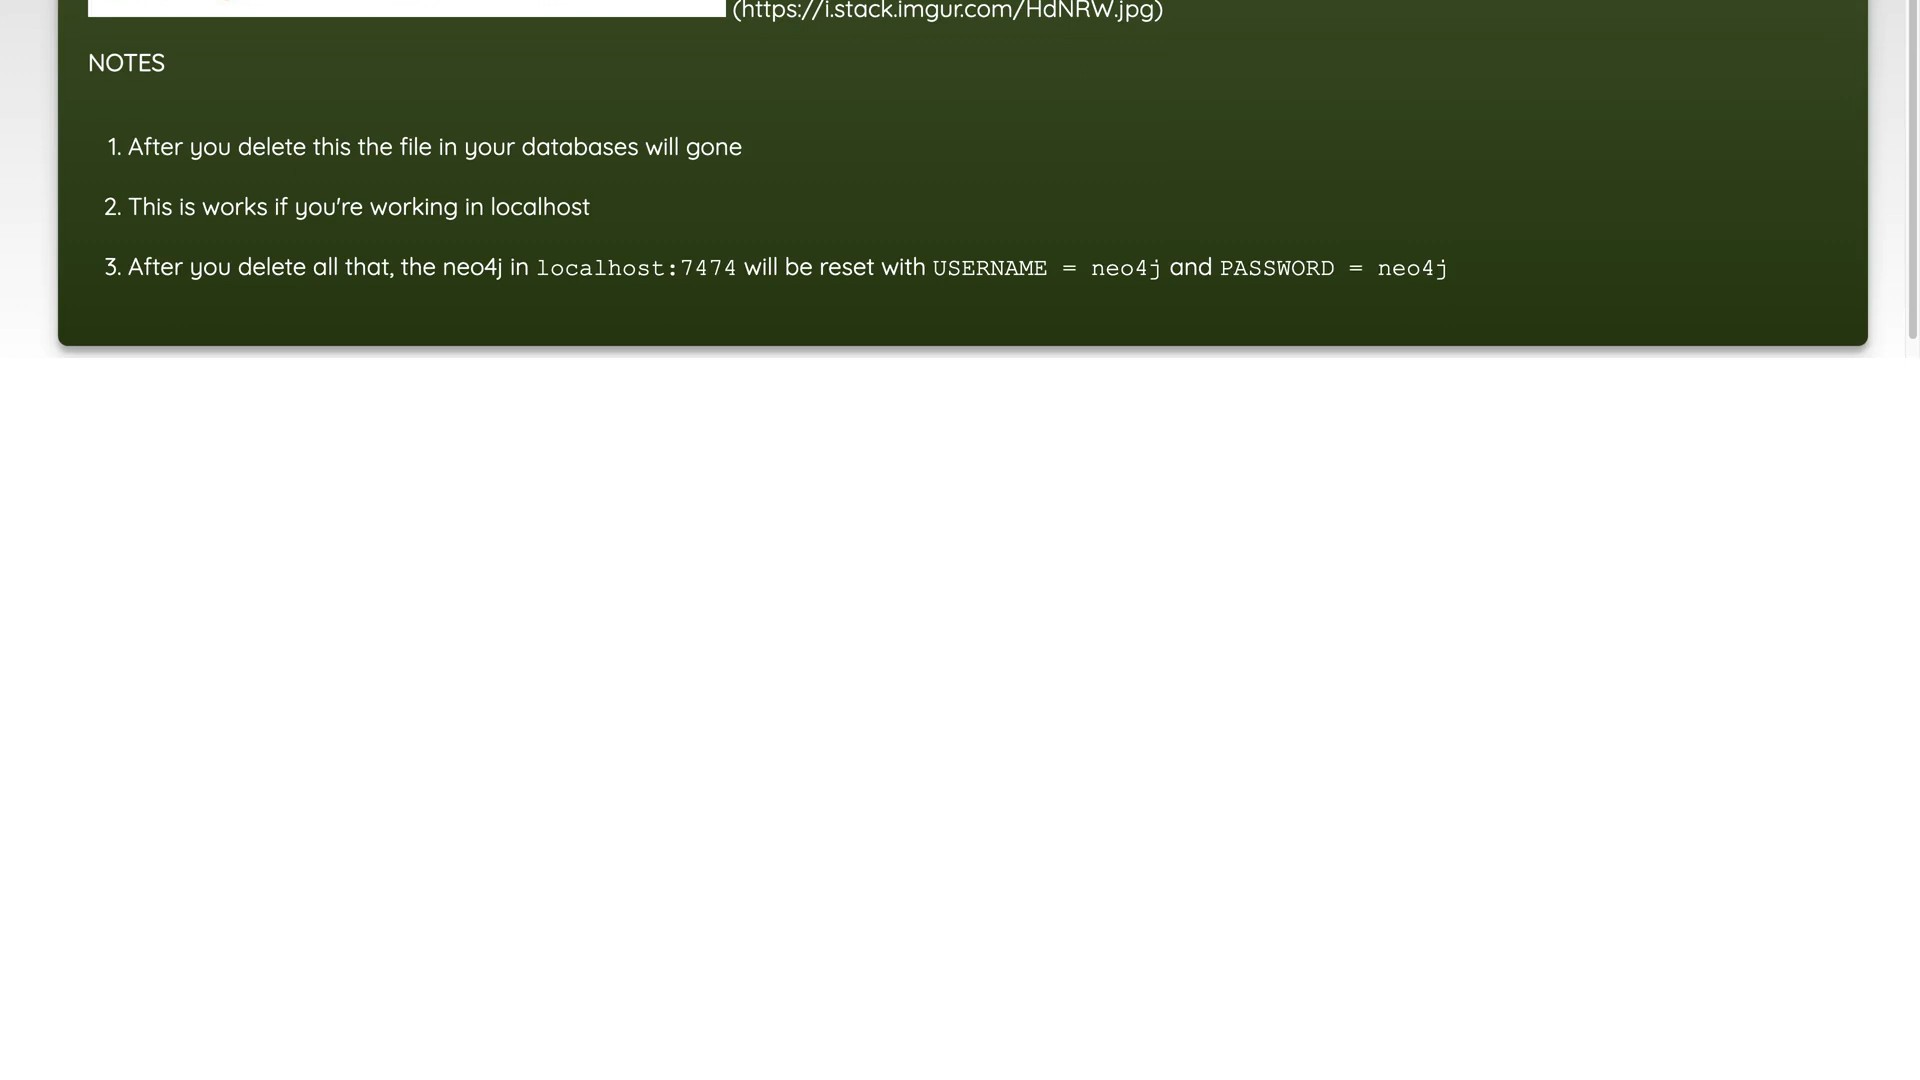 (https://i.stack.imgur.com/HdNRW.jpg)
NOTES
1. After you delete this the file in your databases will gone
2. This is works if you're working in localhost
3. After you delete all that, the neo4j in localhost:7474 will be reset with USERNAME = neo4j and PASSWORD = neo4j